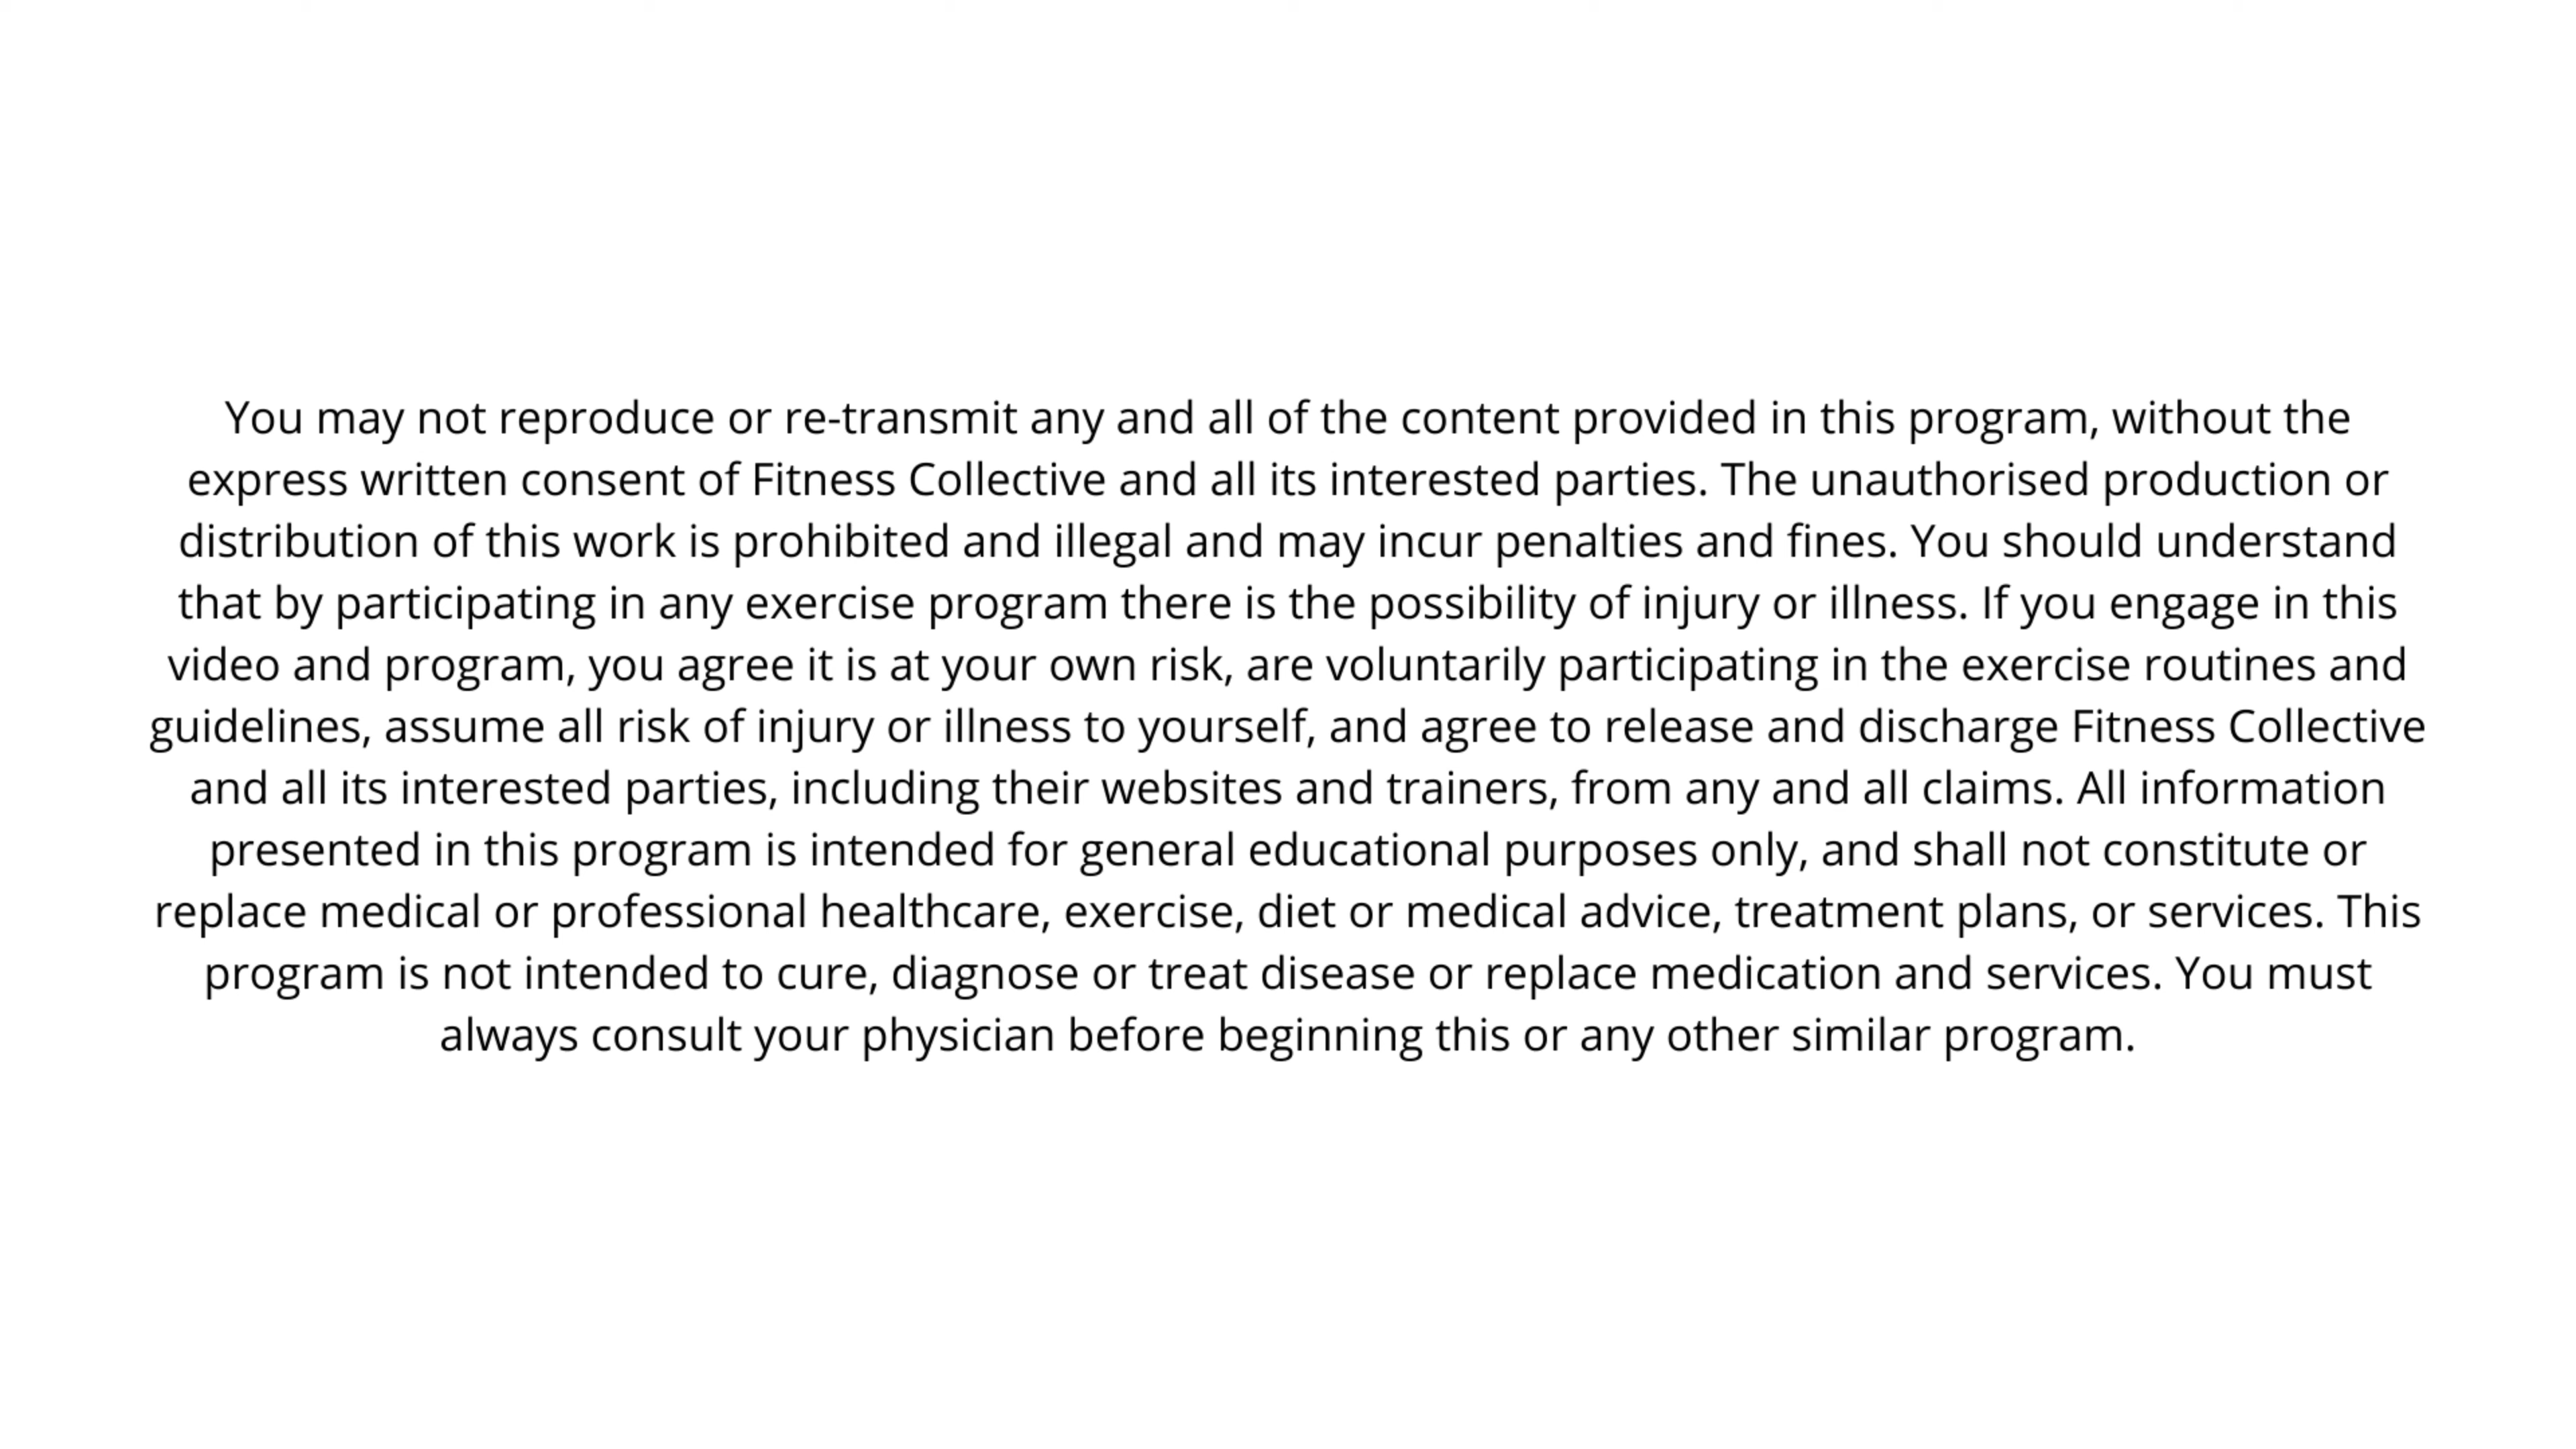 You may not reproduce or re-transmit any and all of the content provided in this program, without the
express written consent of Fitness Collective and all its interested parties. The unauthorised production or
distribution of this work is prohibited and illegal and may incur penalties and fines. You should understand
that by participating in any exercise program there is the possibility of injury or illness. If you engage in this
video and program, you agree it is at your own risk, are voluntarily participating in the exercise routines and
guidelines, assume all risk of injury or illness to yourself, and agree to release and discharge Fitness Collective
and all its interested parties, including their websites and trainers, from any and all claims. All information
presented in this program is intended for general educational purposes only, and shall not constitute or
replace medical or professional healthcare, exercise, diet or medical advice, treatment plans, or services. This
program is not intended to cure, diagnose or treat disease or replace medication and services. You must
always consult your physician before beginning this or any other similar program.